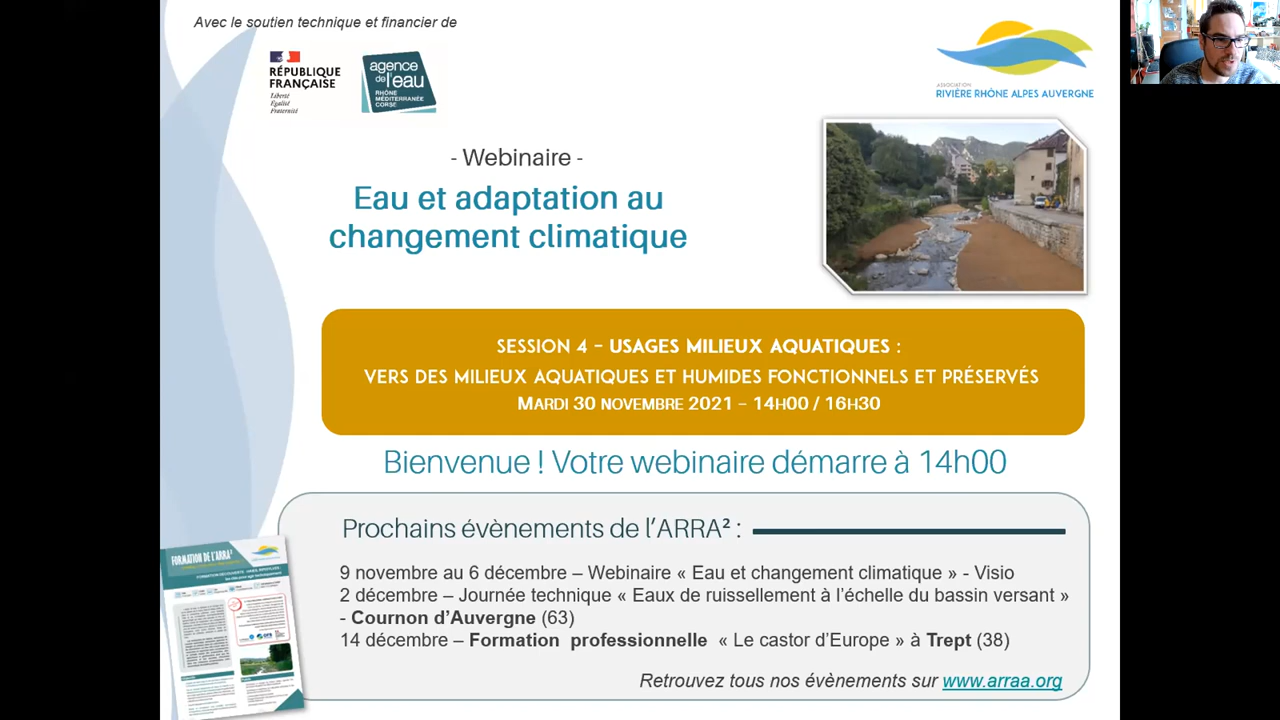 Avec le soutien technique et financier de
RÉPUBLIQUE
FRANÇAISE
Liberté
Égalité
Fraternité
agence
de l'eau
RHÔNE
MÉDITERRANÉE
CORSE
ASSOCIATION
RIVIÈRE RHÔNE ALPES AUVERGNE
- Webinaire -
Eau et adaptation au
changement climatique
SESSION 4 – USAGES MILIEUX AQUATIQUES :
VERS DES MILIEUX AQUATIQUES ET HUMIDES FONCTIONNELS ET PRÉSERVÉS
MARDI 30 NOVEMBRE 2021 – 14H00 / 16H30
Bienvenue ! Votre webinaire démarre à 14h00
Prochains évènements de l'ARRA² :
9 novembre au 6 décembre – Webinaire « Eau et changement climatique » - Visio
2 décembre – Journée technique « Eaux de ruissellement à l'échelle du bassin versant »
- Cournon d'Auvergne (63)
14 décembre – Formation professionnelle « Le castor d'Europe » à Trept (38)
Retrouvez tous nos évènements sur www.arraa.org
FORMATION DE L'ARRA²